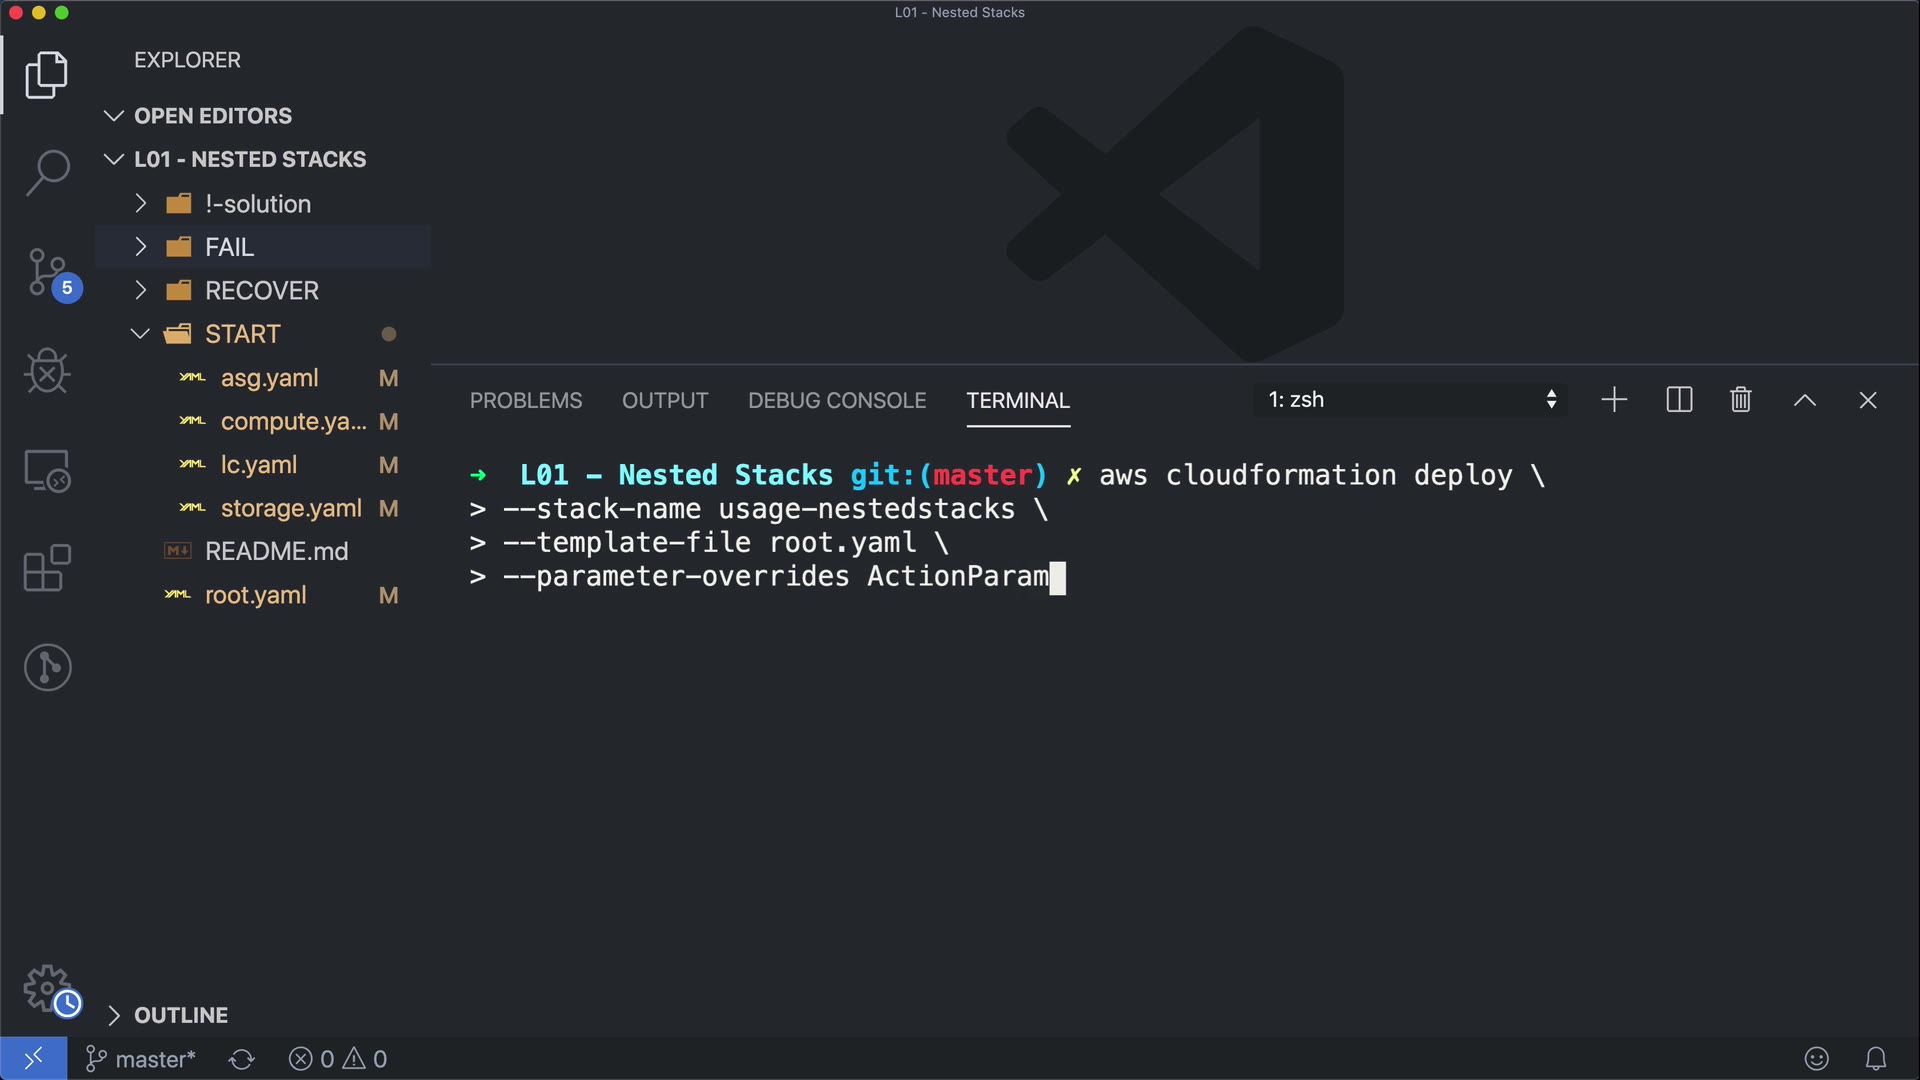 L01 - Nested Stacks
EXPLORER
OPEN EDITORS
L01 - NESTED STACKS
!-solution
FAIL
RECOVER
START
asg.yaml M
compute.ya... M
lc.yaml M
storage.yaml M
README.md
root.yaml M
5
OUTLINE
PROBLEMS OUTPUT DEBUG CONSOLE TERMINAL 1: zsh
→ L01 - Nested Stacks git:(master) ✗ aws cloudformation deploy \
> --stack-name usage-nestedstacks \
> --template-file root.yaml \
> --parameter-overrides ActionParam
master* 0 0